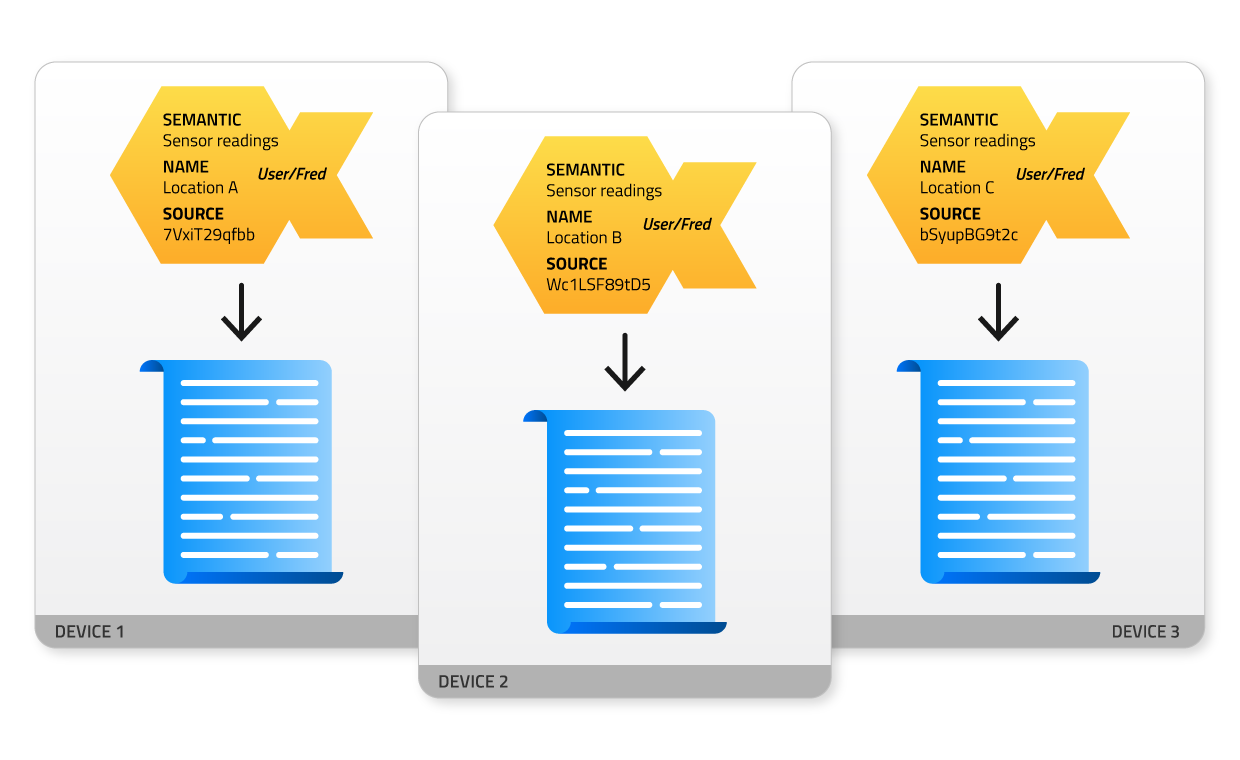 SEMANTIC
Sensor readings
NAME
Location A
User/Fred
SOURCE
7VxiT29qfbb
DEVICE 1
SEMANTIC
Sensor readings
NAME
Location B
User/Fred
SOURCE
Wc1LSF89tD5
DEVICE 2
SEMANTIC
Sensor readings
NAME
Location C
User/Fred
SOURCE
bSyupBG9t2c
DEVICE 3